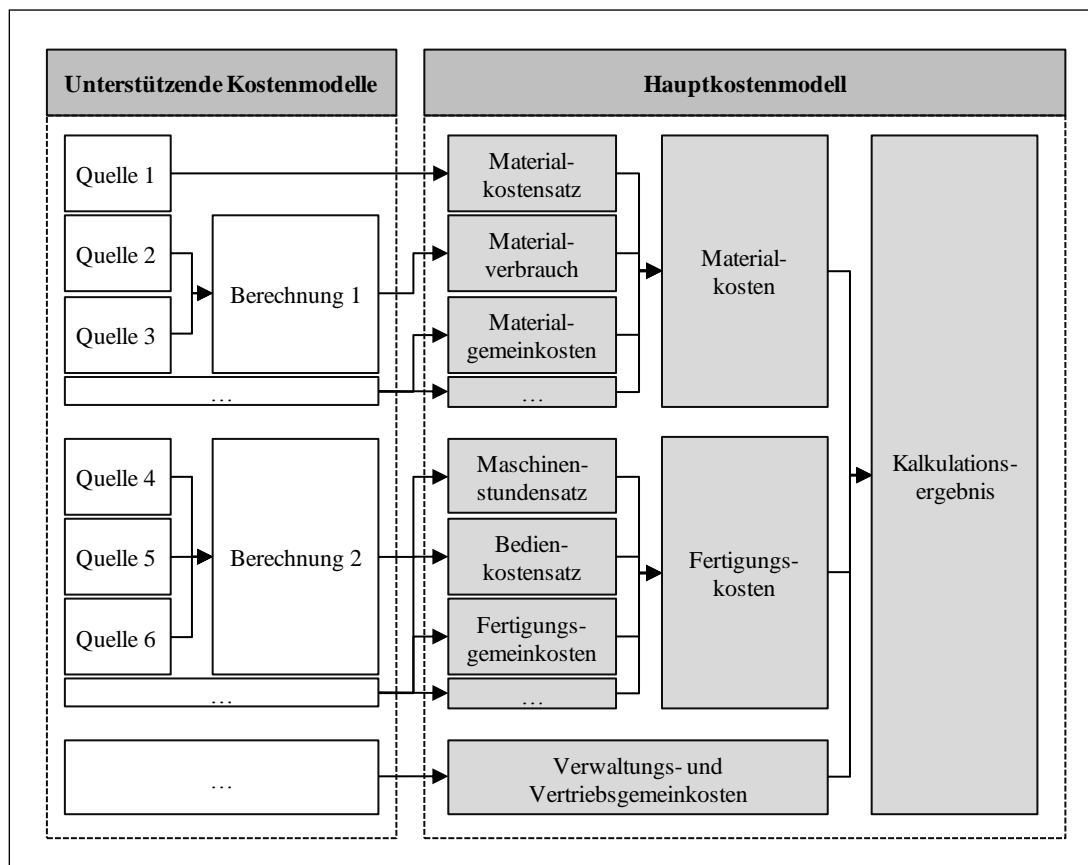 Unterstützende Kostenmodelle
Hauptkostenmodell
Quelle 1
Quelle 2
Quelle 3
Berechnung 1
…
Quelle 4
Quelle 5
Quelle 6
Berechnung 2
…
…
Material-
kostensatz
Material-
verbrauch
Material-
gemeinkosten
…
Material-
kosten
Maschinen-
stundensatz
Bedien-
kostensatz
Fertigungs-
gemeinkosten
…
Fertigungs-
kosten
Verwaltungs- und
Vertriebsgemeinkosten
Kalkulations-
ergebnis